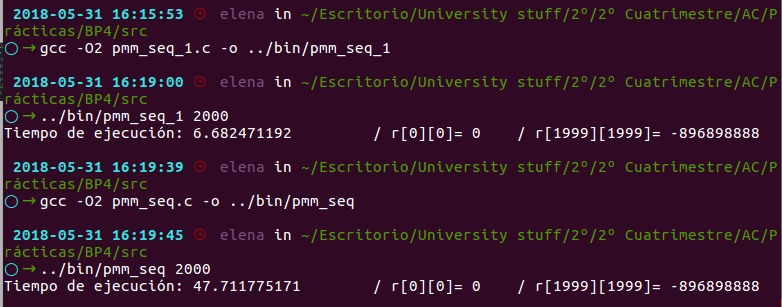 2018-05-31 16:15:53 elena in ~/Escritorio/University stuff/2º/2º Cuatrimestre/AC/P
rácticas/BP4/src
○ → gcc -O2 pmm_seq_1.c -o ../bin/pmm_seq_1
2018-05-31 16:19:00 elena in ~/Escritorio/University stuff/2º/2º Cuatrimestre/AC/P
rácticas/BP4/src
○ → ../bin/pmm_seq_1 2000
Tiempo de ejecución: 6.682471192 / r[0][0]= 0 / r[1999][1999]= -896898888
2018-05-31 16:19:39 elena in ~/Escritorio/University stuff/2º/2º Cuatrimestre/AC/P
rácticas/BP4/src
○ → gcc -O2 pmm_seq.c -o ../bin/pmm_seq
2018-05-31 16:19:45 elena in ~/Escritorio/University stuff/2º/2º Cuatrimestre/AC/P
rácticas/BP4/src
○ → ../bin/pmm_seq 2000
Tiempo de ejecución: 47.711775171 / r[0][0]= 0 / r[1999][1999]= -896898888